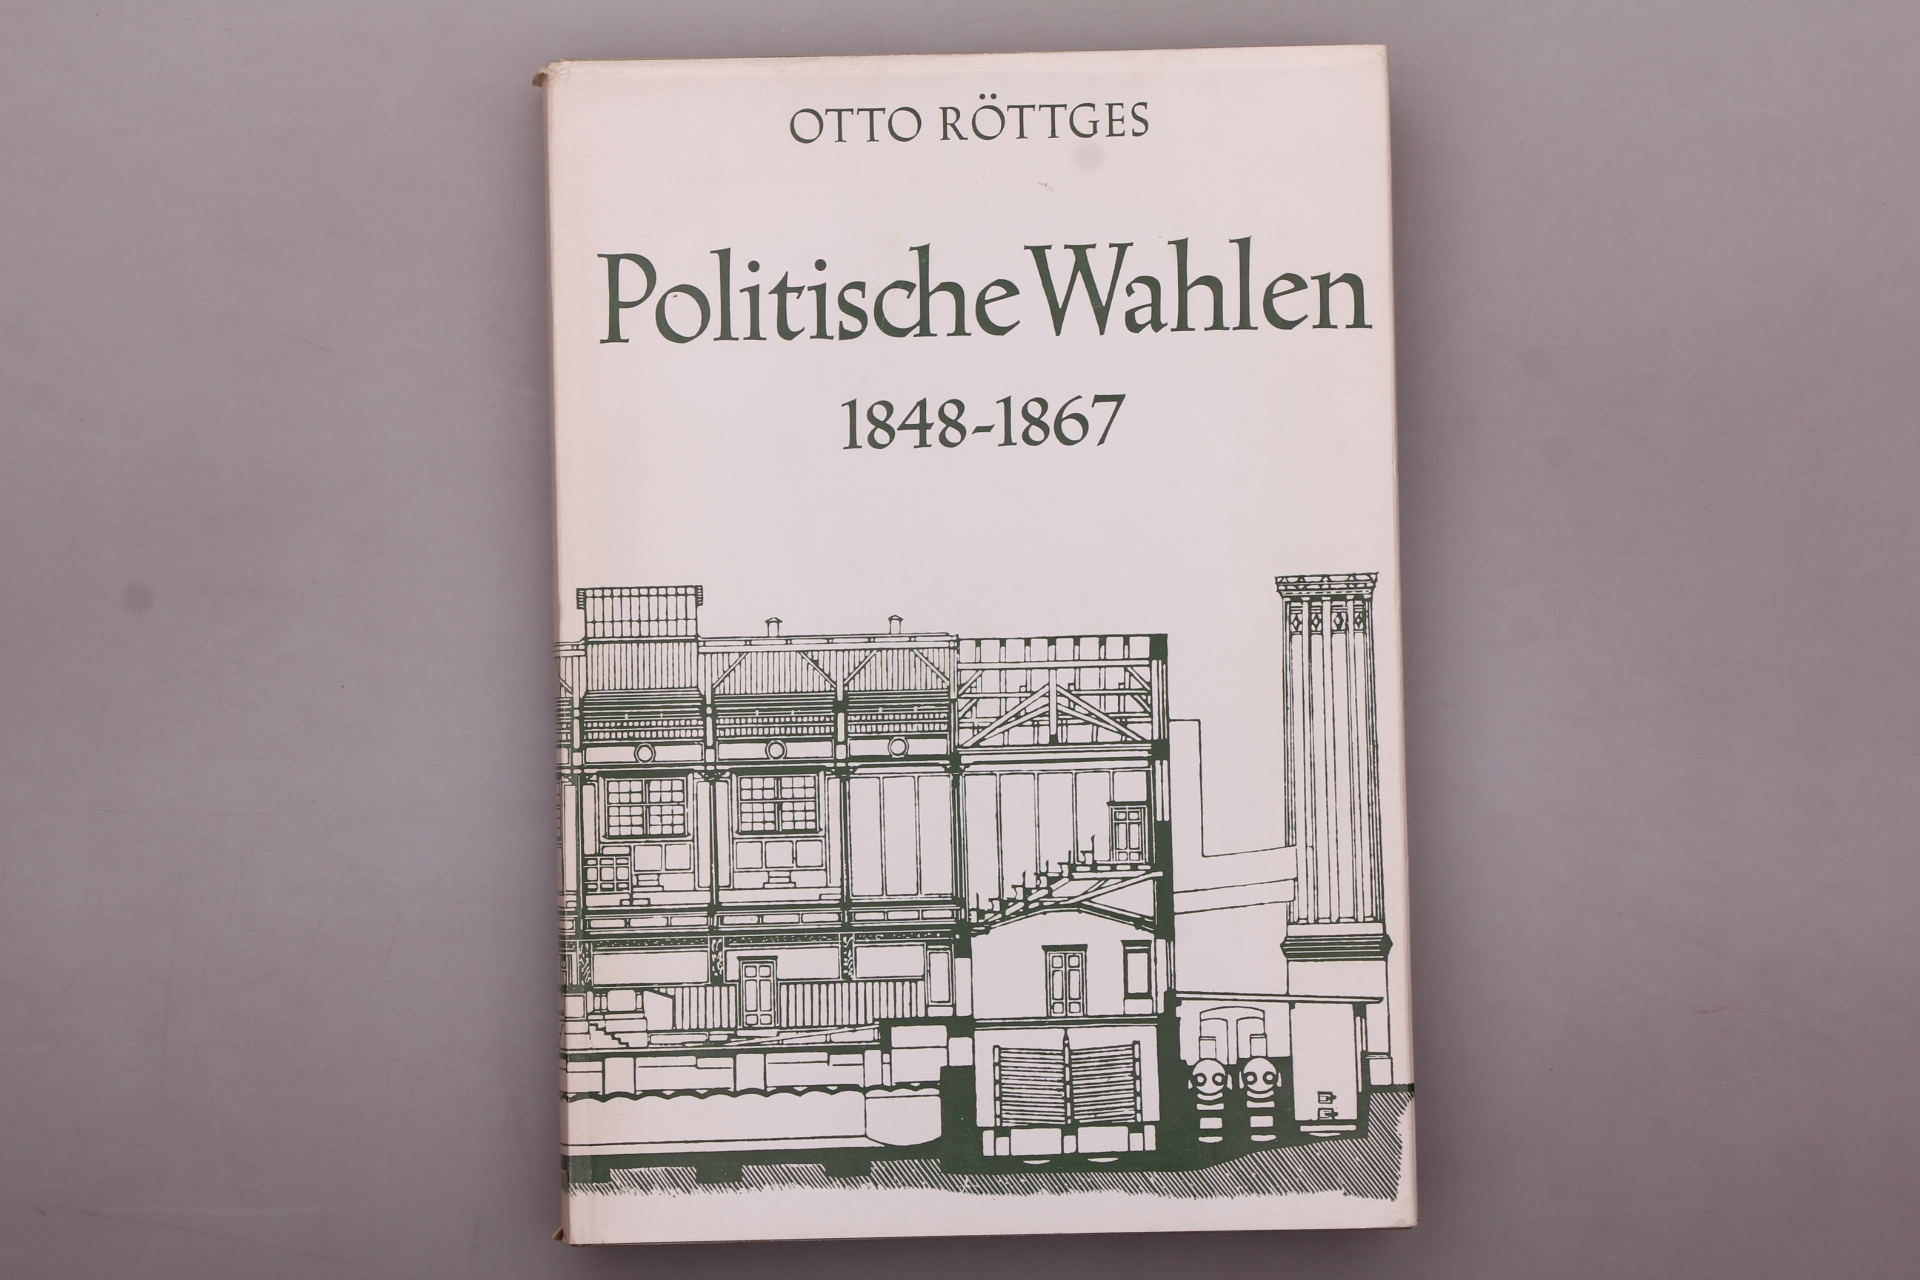 OTTO RÖTTGES
Politische Wahlen
1848-1867